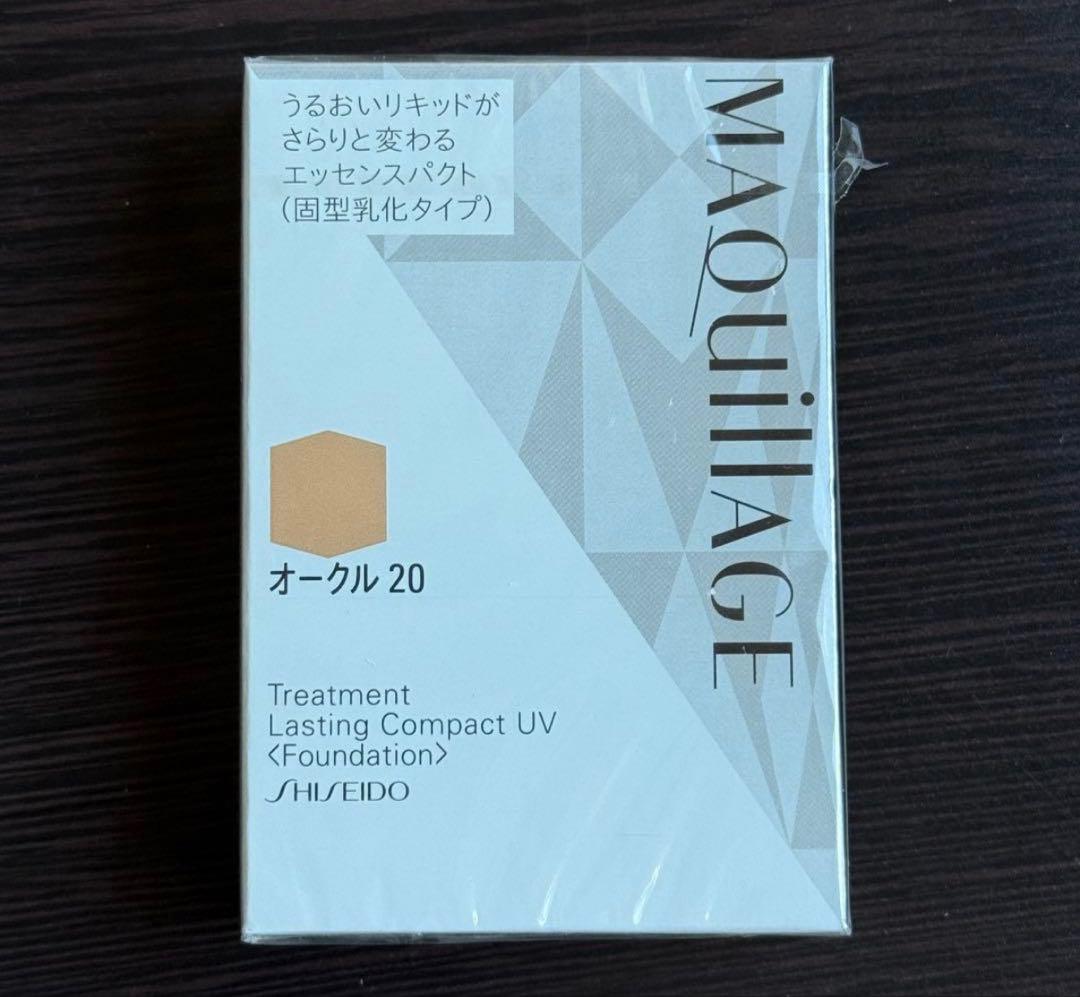 うるおいリキッドが
さらりと変わる
エッセンスパクト
(固型乳化タイプ)
MAQuillAGE
オークル 20
Treatment
Lasting Compact UV
<Foundation>
SHISEIDO